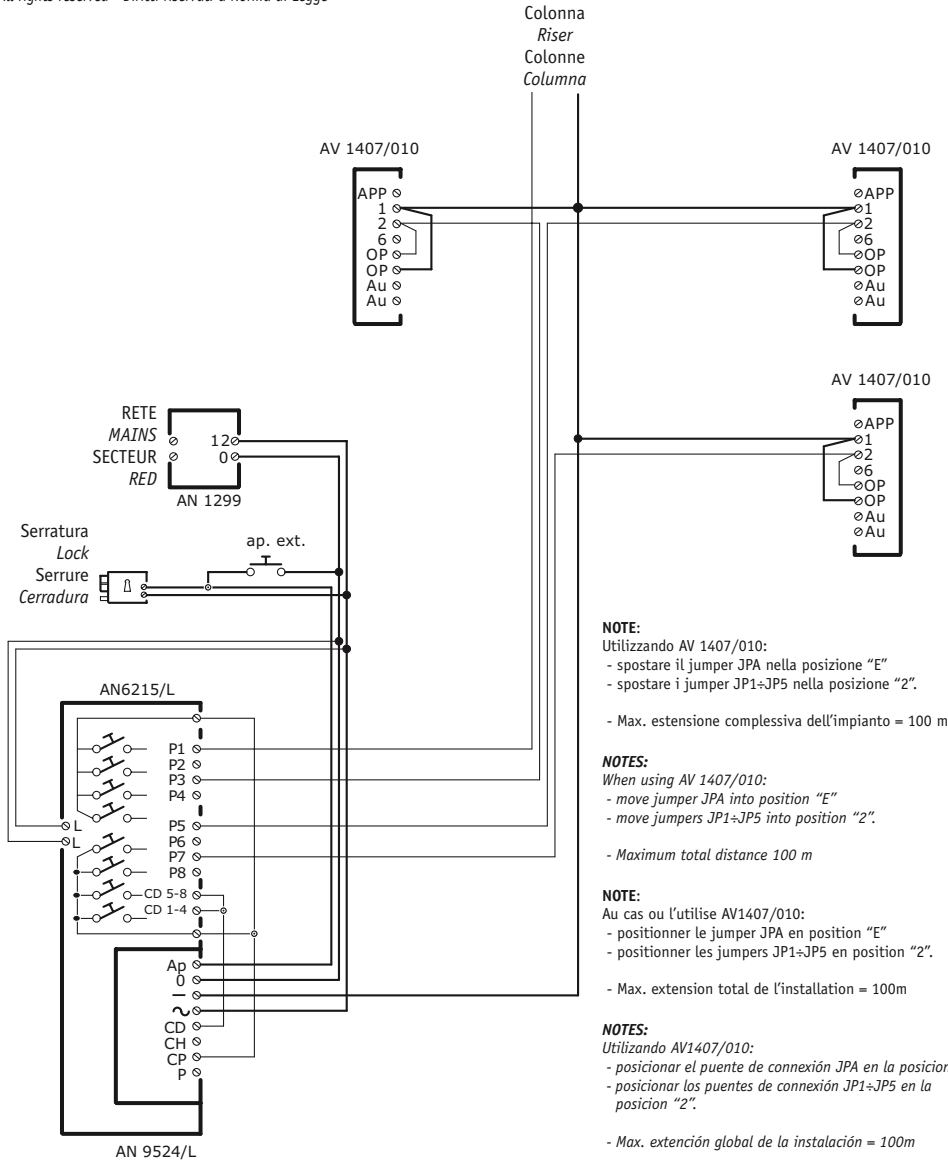 All rights reserved - Diritti riservati a norma di Legge
Colonna
Riser
Colonne
Columna
AV 1407/010
APP
1
2
6
OP
OP
Au
Au
AV 1407/010
APP
1
2
6
OP
OP
Au
Au
AV 1407/010
APP
1
2
6
OP
OP
Au
Au
RETE
MAINS
SECTEUR
RED
12
0
AN 1299
Serratura
Lock
Serrure
Cerradura
ap. ext.
AN6215/L
P1
P2
P3
P4
L
P5
L
P6
P7
P8
CD 5-8
CD 1-4
Ap
0
—
~
CD
CH
CP
P
AN 9524/L
NOTE:
Utilizzando AV 1407/010:
- spostare il jumper JPA nella posizione “E”
- spostare i jumper JP1÷JP5 nella posizione “2”.
- Max. estensione complessiva dell’impianto = 100 m
NOTES:
When using AV 1407/010:
- move jumper JPA into position “E”
- move jumpers JP1÷JP5 into position “2”.
- Maximum total distance 100 m
NOTE:
Au cas ou l’utilise AV1407/010:
- positionner le jumper JPA en position “E”
- positionner les jumpers JP1÷JP5 en position “2”.
- Max. extension total de l’installation = 100m
NOTES:
Utilizando AV1407/010:
- posicionar el puente de connexión JPA en la posicion
- posicionar los puentes de connexión JP1÷JP5 en la
posicion “2”.
- Max. extención global de la instalación = 100m